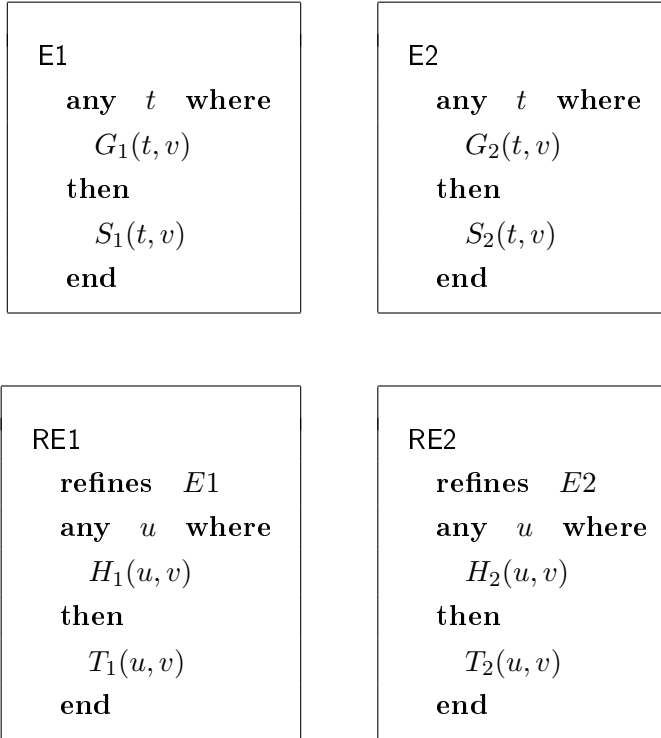 E1
any t where
G₁(t, v)
then
S₁(t, v)
end
E2
any t where
G₂(t, v)
then
S₂(t, v)
end
RE1
refines E1
any u where
H₁(u, v)
then
T₁(u, v)
end
RE2
refines E2
any u where
H₂(u, v)
then
T₂(u, v)
end